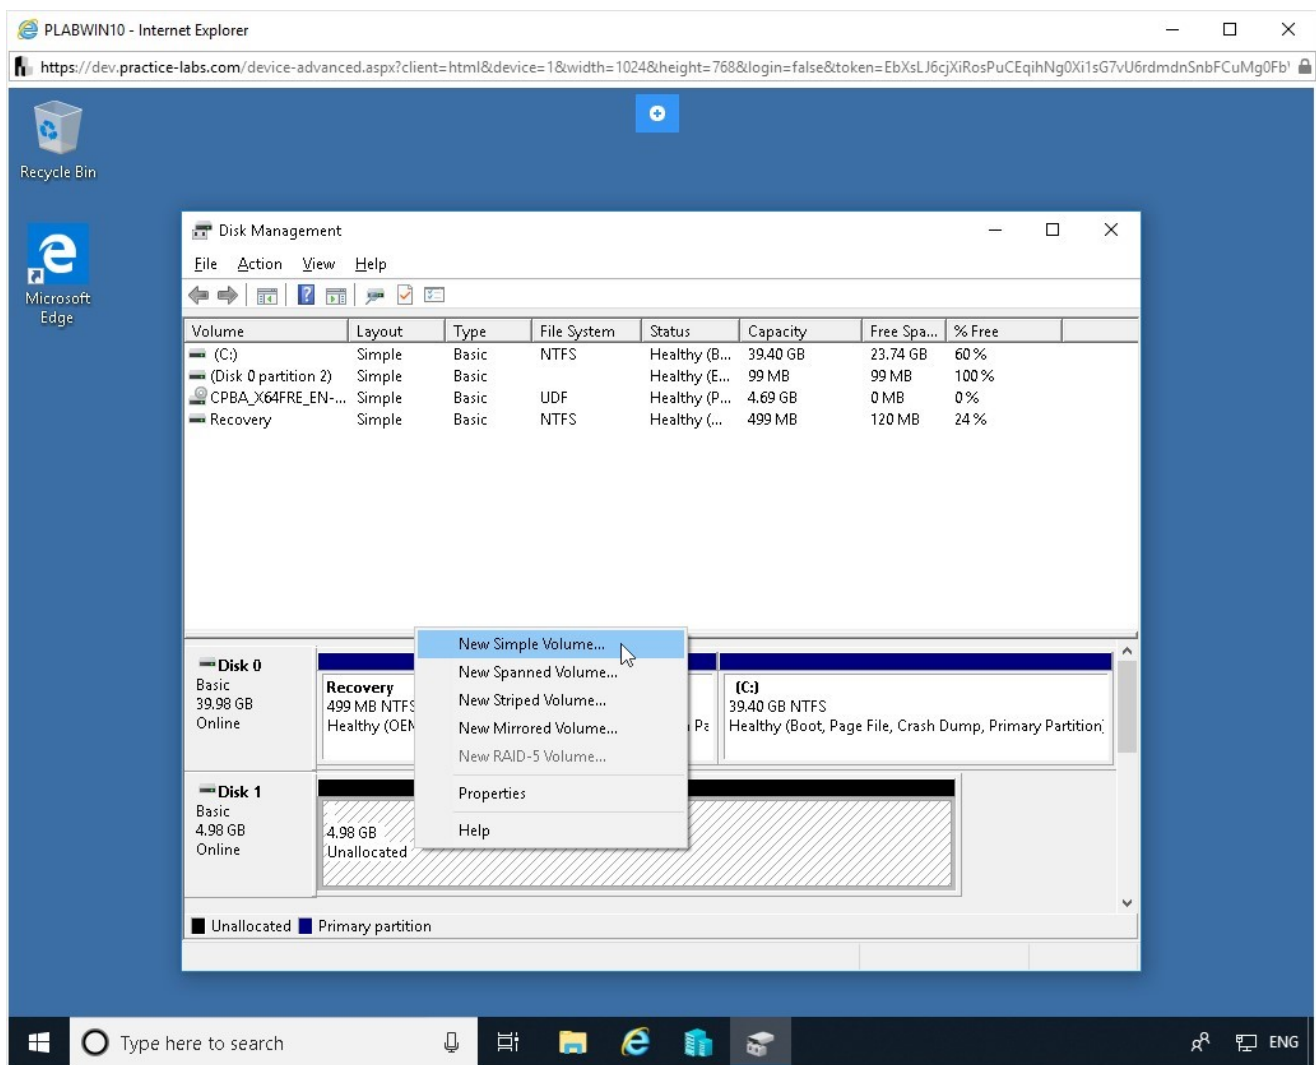 PLABWIN10 - Internet Explorer
https://dev.practice-labs.com/device-advanced.aspx?client=html&device=1&width=1024&height=768&login=false&token=EbXsLJ6cjXiRosPuCEqihNg0Xi1sG7vU6rdmdnSnbFCuMg0Fb
Recycle Bin
Microsoft
Edge
Disk Management
File Action View Help
Volume Layout Type File System Status Capacity Free Spa... % Free
(C:) Simple Basic NTFS Healthy (B... 39.40 GB 23.74 GB 60 %
(Disk 0 partition 2) Simple Basic Healthy (E... 99 MB 99 MB 100 %
CPBA_X64FRE_EN-... Simple Basic UDF Healthy (P... 4.69 GB 0 MB 0 %
Recovery Simple Basic NTFS Healthy (... 499 MB 120 MB 24 %
New Simple Volume...
New Spanned Volume...
New Striped Volume...
New Mirrored Volume...
New RAID-5 Volume...
Properties
Help
Disk 0
Basic
39.98 GB
Online
Recovery
499 MB NTFS
Healthy (OEM
Pa
(C:)
39.40 GB NTFS
Healthy (Boot, Page File, Crash Dump, Primary Partition)
Disk 1
Basic
4.98 GB
Online
4.98 GB
Unallocated
Unallocated Primary partition
Type here to search
ENG